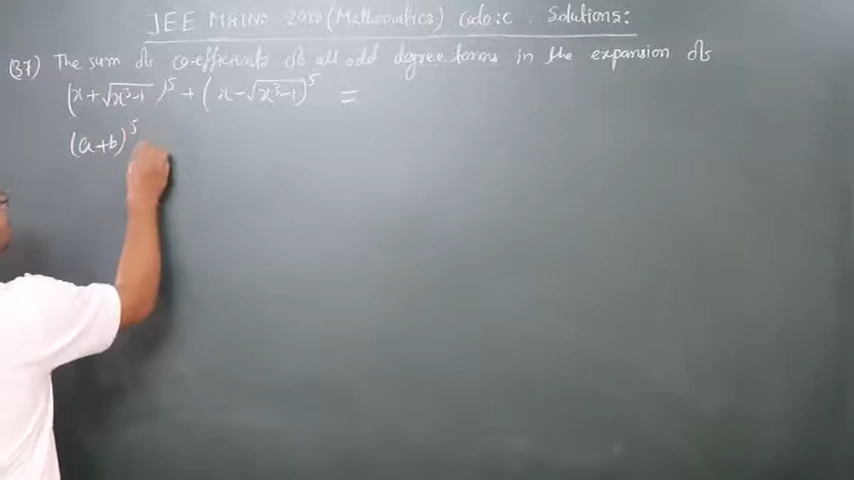 JEE MAINS 2018 (Mathematics) Code:C Solutions:
Q37) The sum of co-efficients of all odd degree terms in the expansion of
(x+√x³-1)⁵ + (x-√x³-1)⁵ =
(a+b)⁵